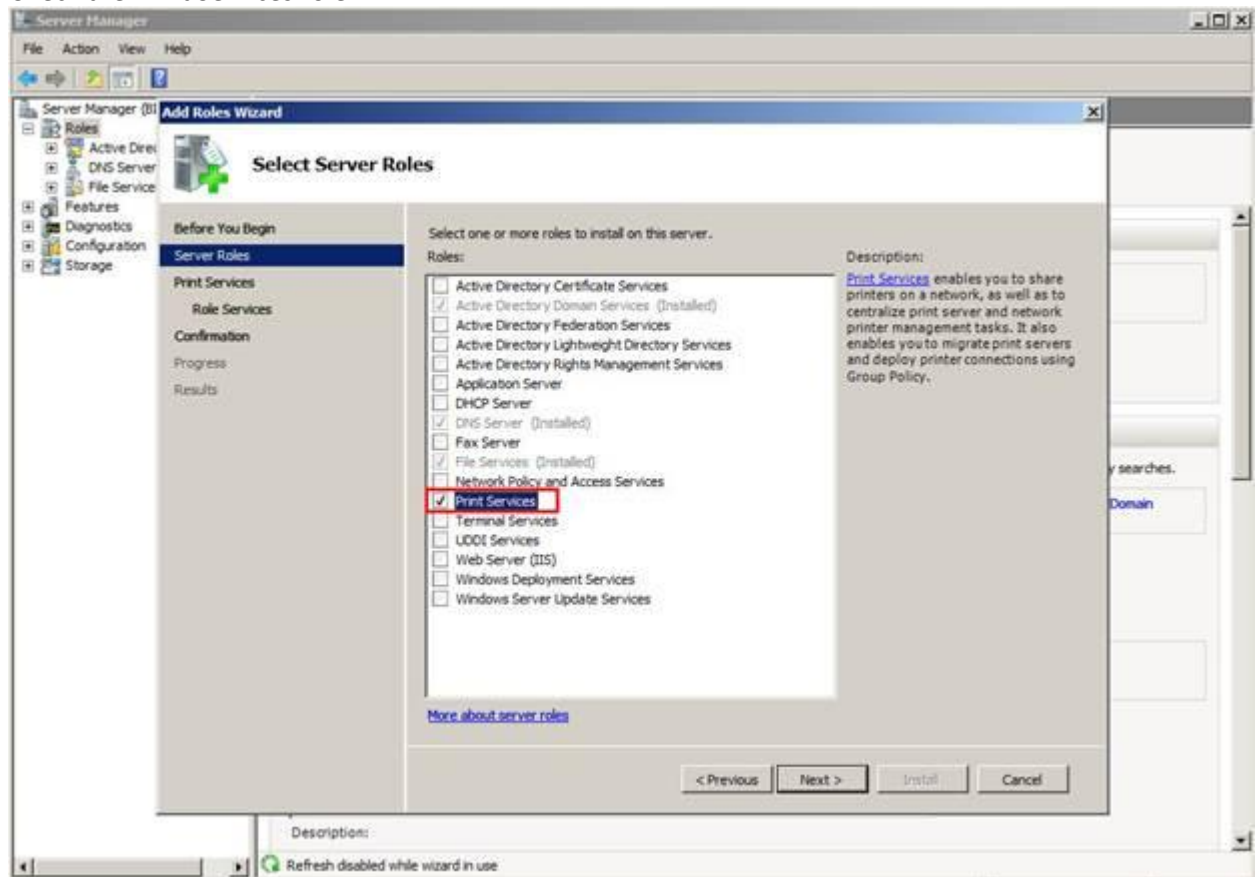 Server Manager
File Action View Help
Server Manager (BI
Roles
Active Direc
DNS Server
File Service
Features
Diagnostics
Configuration
Storage
Add Roles Wizard
Select Server Roles
Before You Begin
Server Roles
Print Services
Role Services
Confirmation
Progress
Results
Select one or more roles to install on this server.
Roles:
Active Directory Certificate Services
Active Directory Domain Services (Installed)
Active Directory Federation Services
Active Directory Lightweight Directory Services
Active Directory Rights Management Services
Application Server
DHCP Server
DNS Server (Installed)
Fax Server
File Services (Installed)
Network Policy and Access Services
Print Services
Terminal Services
UDDI Services
Web Server (IIS)
Windows Deployment Services
Windows Server Update Services
More about server roles
Description:
Print Services enables you to share
printers on a network, as well as to
centralize print server and network
printer management tasks. It also
enables you to migrate print servers
and deploy printer connections using
Group Policy.
y searches.
Domain
< Previous
Next >
Install
Cancel
Description:
Refresh disabled while wizard in use